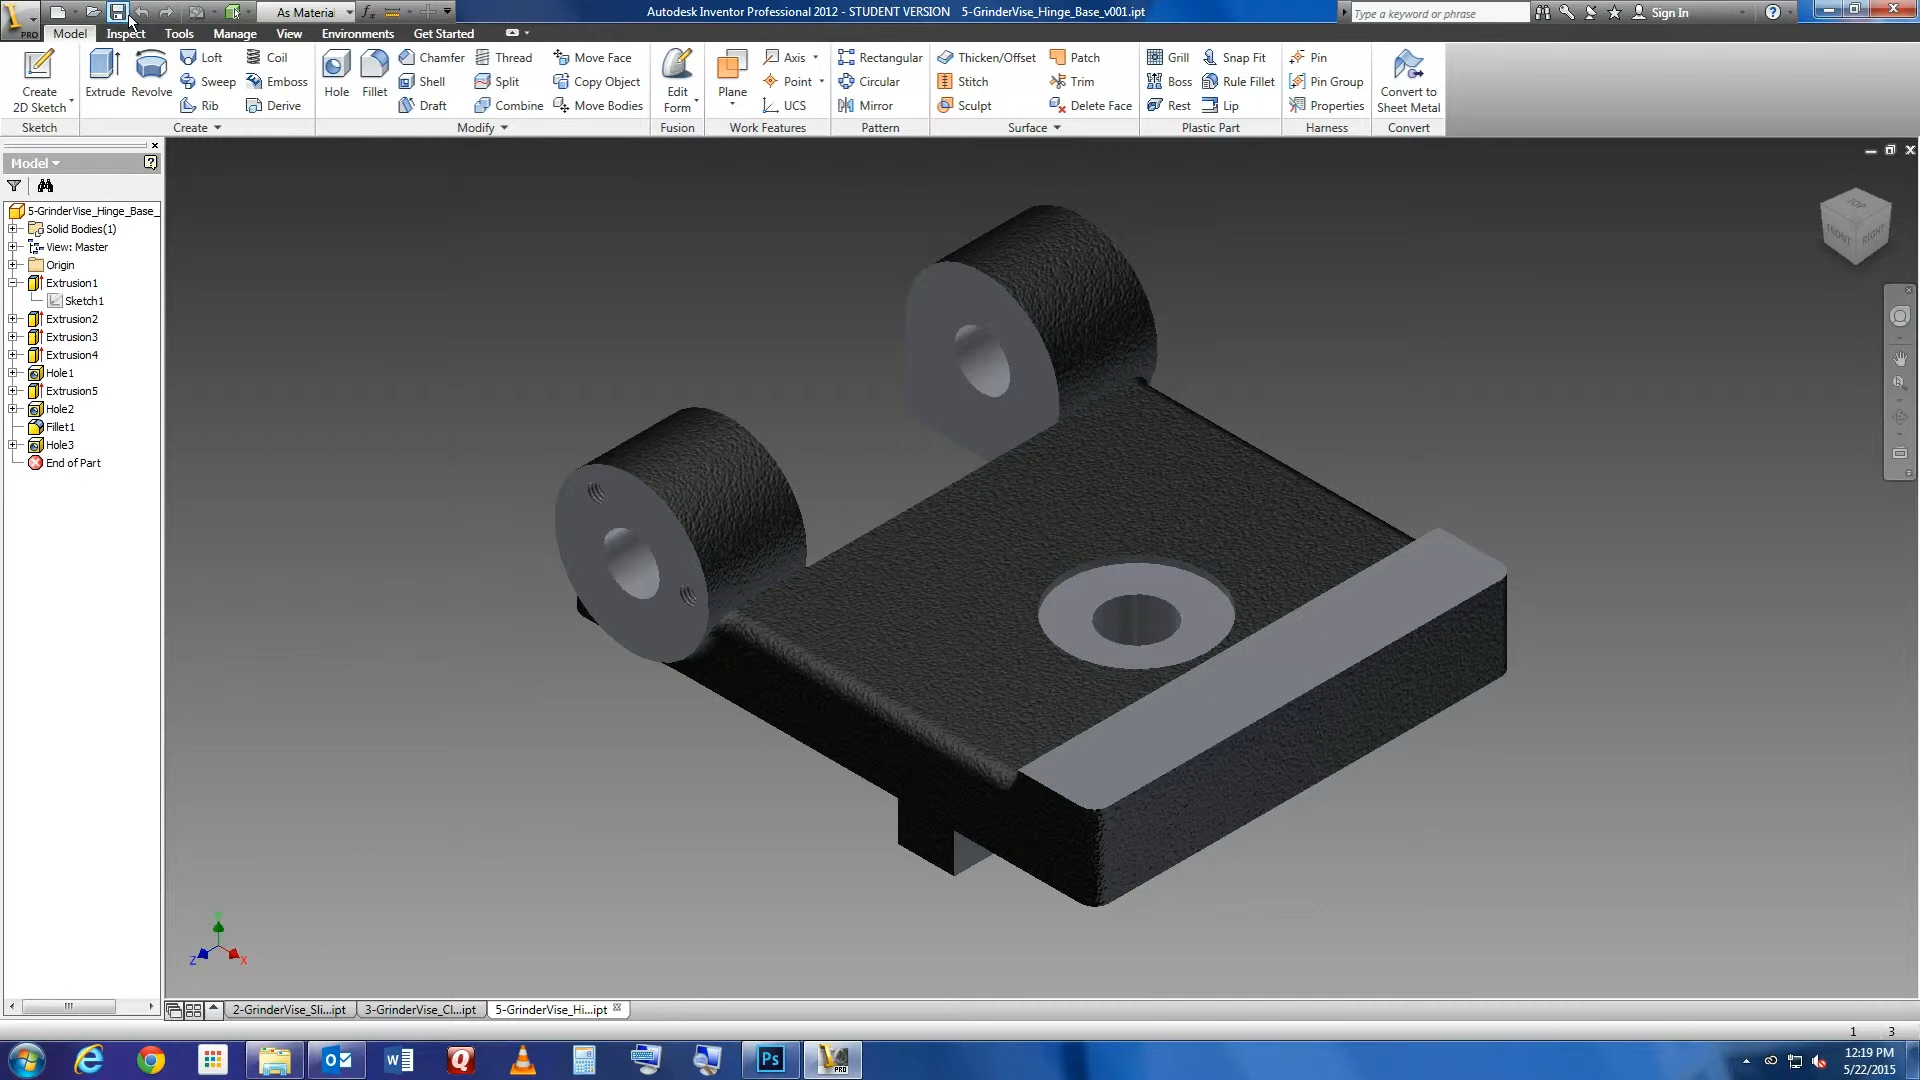 PRO
As Material
Autodesk Inventor Professional 2012 - STUDENT VERSION 5-GrinderVise_Hinge_Base_v001.ipt
Type a keyword or phrase
Sign In
Model Inspect Tools Manage View Environments Get Started
Create 2D Sketch
Extrude
Revolve
Loft
Sweep
Rib
Coil
Emboss
Derive
Hole
Fillet
Chamfer
Shell
Draft
Thread
Split
Combine
Move Face
Copy Object
Move Bodies
Edit Form
Plane
Axis
Point
UCS
Rectangular
Circular
Mirror
Thicken/Offset
Stitch
Sculpt
Patch
Trim
Delete Face
Grill
Boss
Rest
Snap Fit
Rule Fillet
Lip
Pin
Pin Group
Properties
Convert to Sheet Metal
Sketch Create Modify Fusion Work Features Pattern Surface Plastic Part Harness Convert
Model
5-GrinderVise_Hinge_Base_
Solid Bodies(1)
View: Master
Origin
Extrusion1
Sketch1
Extrusion2
Extrusion3
Extrusion4
Hole1
Extrusion5
Hole2
Fillet1
Hole3
End of Part
TOP
FRONT
RIGHT
Y
Z
X
2-GrinderVise_Sli...ipt
3-GrinderVise_Cl...ipt
5-GrinderVise_Hi...ipt
1 3
Ps
PRO
12:19 PM
5/22/2015